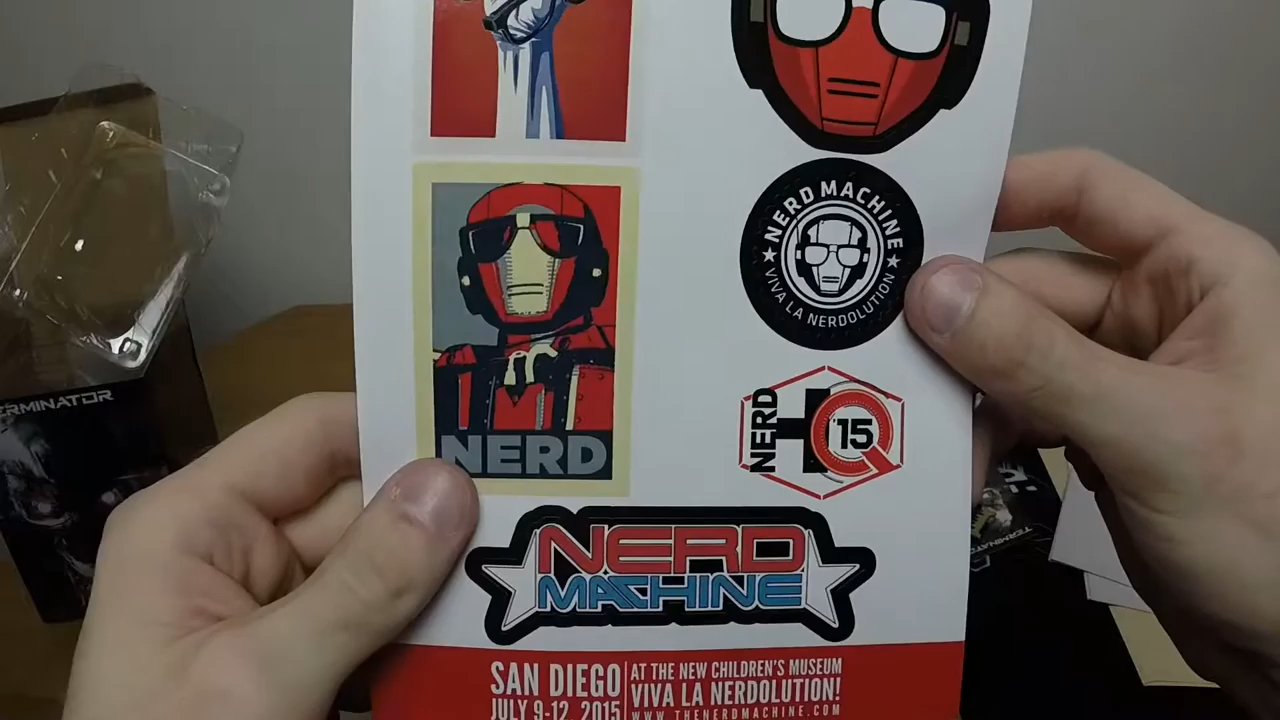 NERD MACHINE
VIVA LA NERDOLUTION
NERD
HQ
'15
NERD
NERD
MACHINE
SAN DIEGO
JULY 9-12, 2015
AT THE NEW CHILDREN'S MUSEUM
VIVA LA NERDOLUTION!
WWW.THENERDMACHINE.COM
TERMINATOR
TERMINATOR